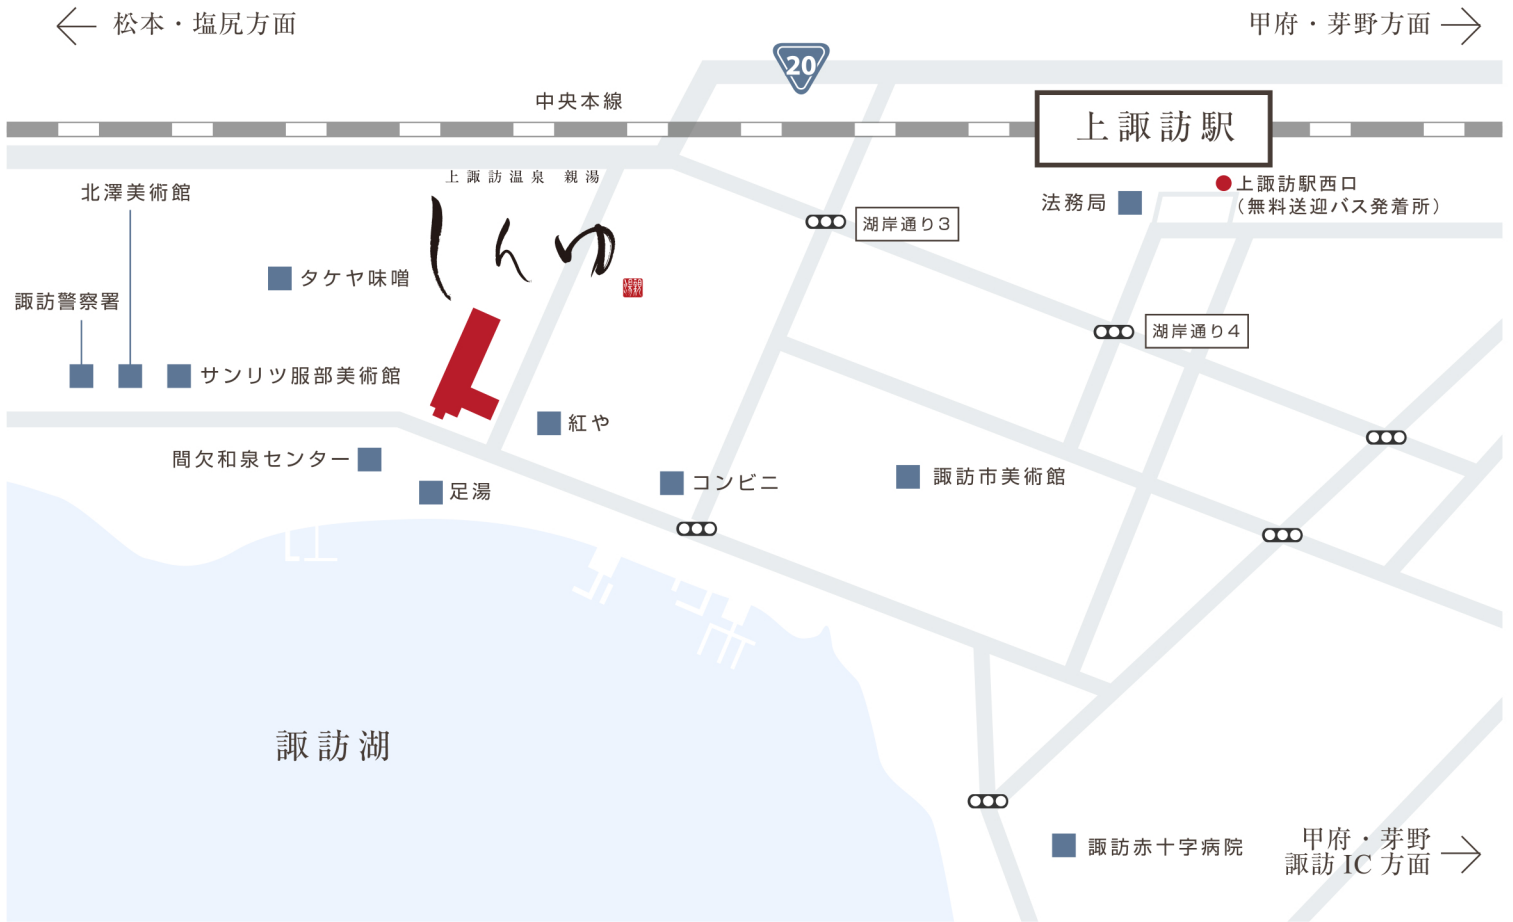 松本・塩尻方面
甲府・芽野方面
20
中央本線
上諏訪駅
上諏訪温泉 親湯
しんゆ
北澤美術館
上諏訪駅西口
（無料送迎バス発着所）
法務局
湖岸通り3
タケヤ味噌
諏訪警察署
湖岸通り4
サンリツ服部美術館
紅や
間欠和泉センター
足湯
コンビニ
諏訪市美術館
諏訪湖
諏訪赤十字病院
甲府・芽野
諏訪IC方面